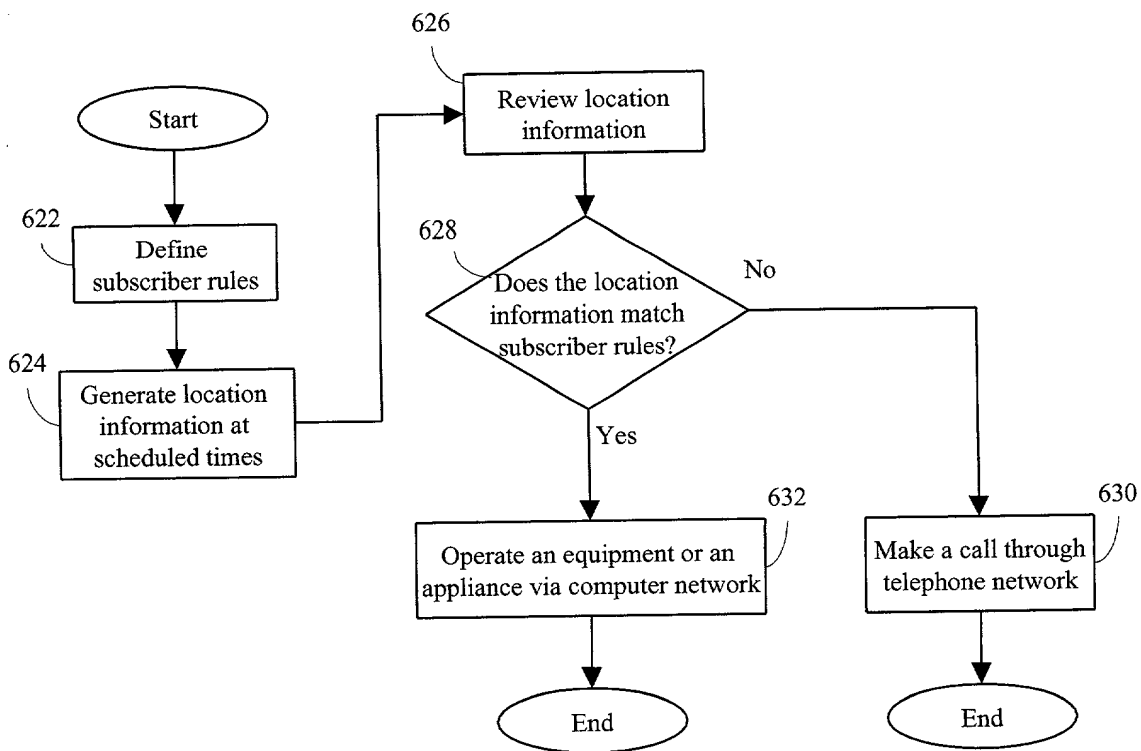 Start
622
Define
subscriber rules
624
Generate location
information at
scheduled times
626
Review location
information
628
Does the location
information match
subscriber rules?
No
Yes
632
Operate an equipment or an
appliance via computer network
End
630
Make a call through
telephone network
End